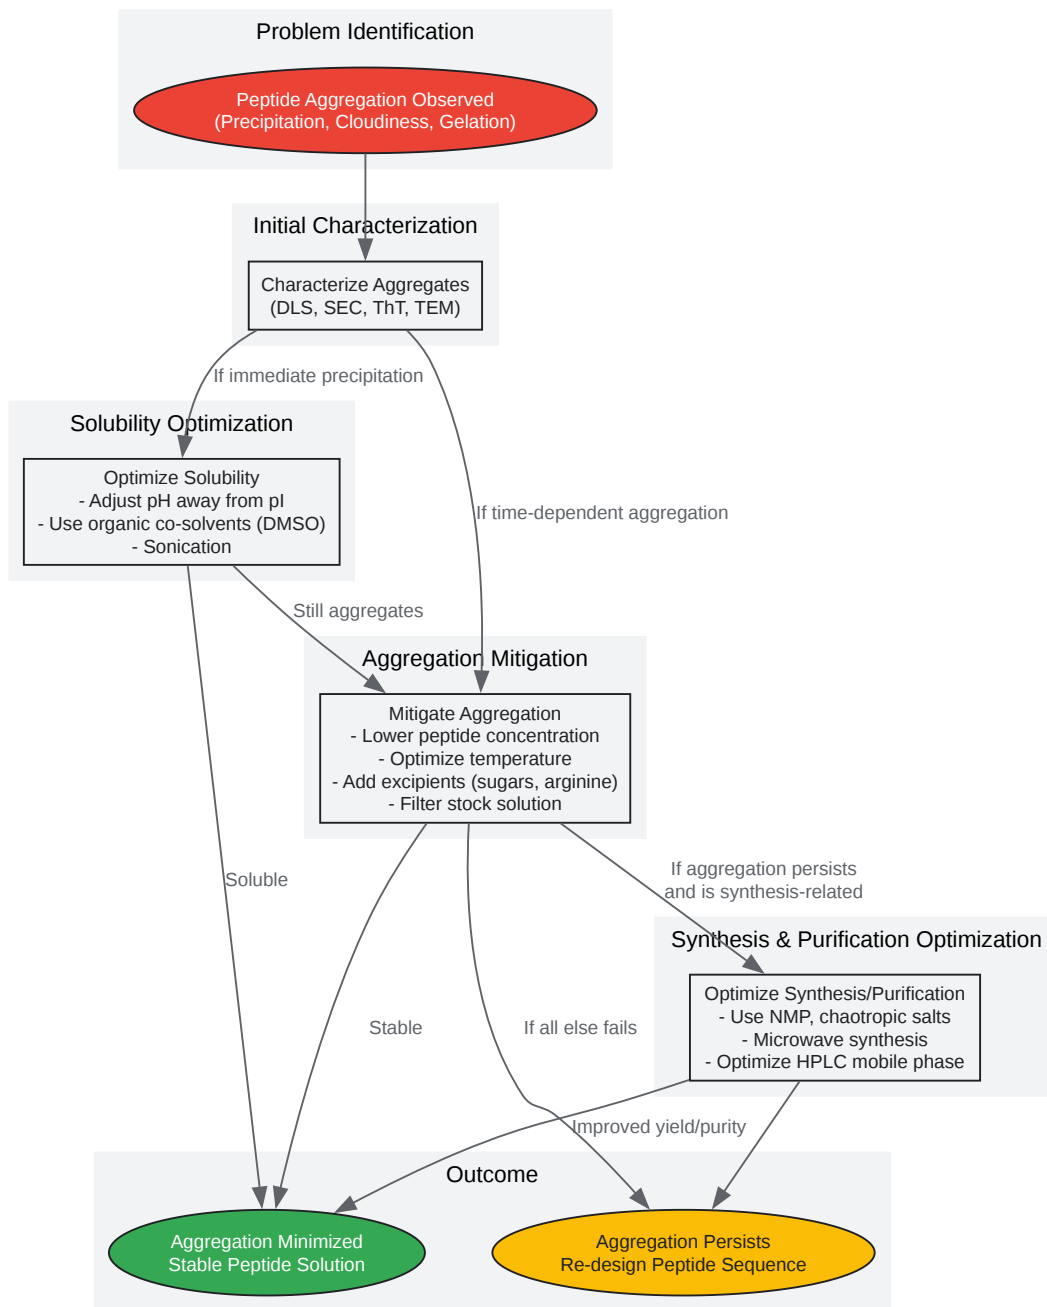 Problem Identification
Peptide Aggregation Observed
(Precipitation, Cloudiness, Gelation)
Initial Characterization
Characterize Aggregates
(DLS, SEC, ThT, TEM)
If immediate precipitation
Solubility Optimization
Optimize Solubility
- Adjust pH away from pI
- Use organic co-solvents (DMSO)
- Sonication
If time-dependent aggregation
Still aggregates
Aggregation Mitigation
Mitigate Aggregation
- Lower peptide concentration
- Optimize temperature
- Add excipients (sugars, arginine)
- Filter stock solution
Soluble
If aggregation persists
and is synthesis-related
Synthesis & Purification Optimization
Optimize Synthesis/Purification
- Use NMP, chaotropic salts
- Microwave synthesis
- Optimize HPLC mobile phase
Stable
If all else fails
Improved yield/purity
Outcome
Aggregation Minimized
Stable Peptide Solution
Aggregation Persists
Re-design Peptide Sequence